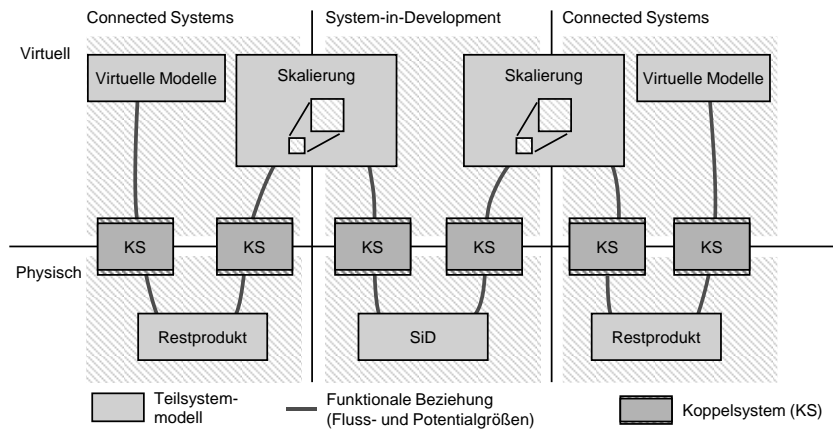 Connected Systems
System-in-Development
Connected Systems
Virtuell
Virtuelle Modelle
Skalierung
Skalierung
Virtuelle Modelle
KS
KS
KS
KS
KS
KS
Physisch
Restprodukt
SiD
Restprodukt
Teilsystem-
modell
Funktionale Beziehung
(Fluss- und Potentialgrößen)
Koppelsystem (KS)